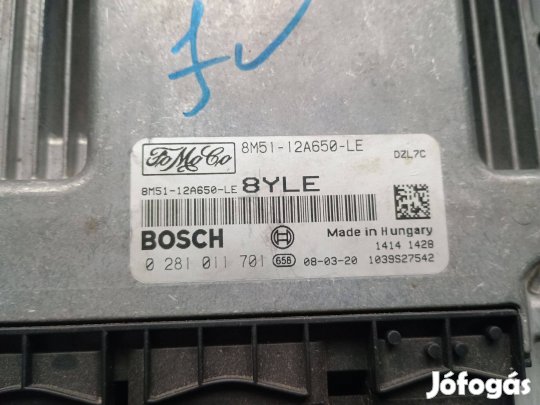 FoMoCo
8M51-12A650-LE
DZL7C
8M51-12A650-LE 8YLE
BOSCH
Made in Hungary
1414 1428
0 281 011 701 658 08-03-20 1039S27542
Jófogás